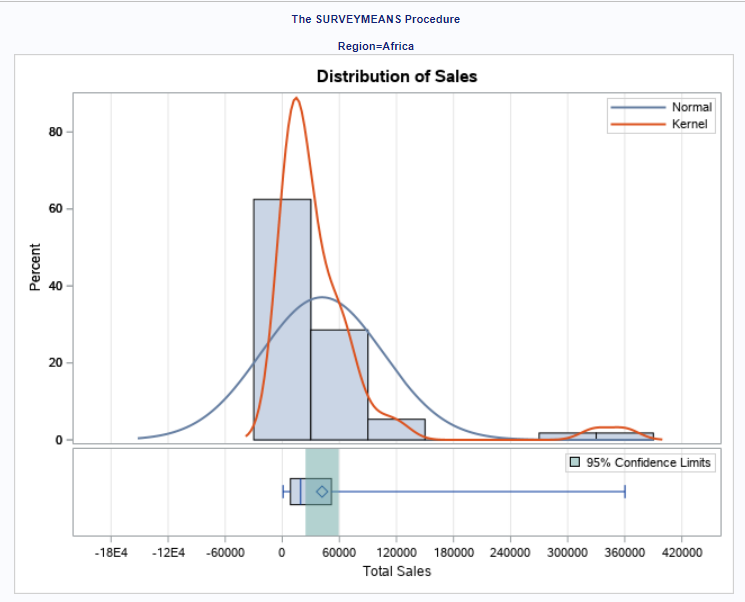 The SURVEYMEANS Procedure
Region=Africa
Distribution of Sales
Normal
Kernel
80
60
40
20
0
Percent
95% Confidence Limits
-18E4 -12E4 -60000 0 60000 120000 180000 240000 300000 360000 420000
Total Sales